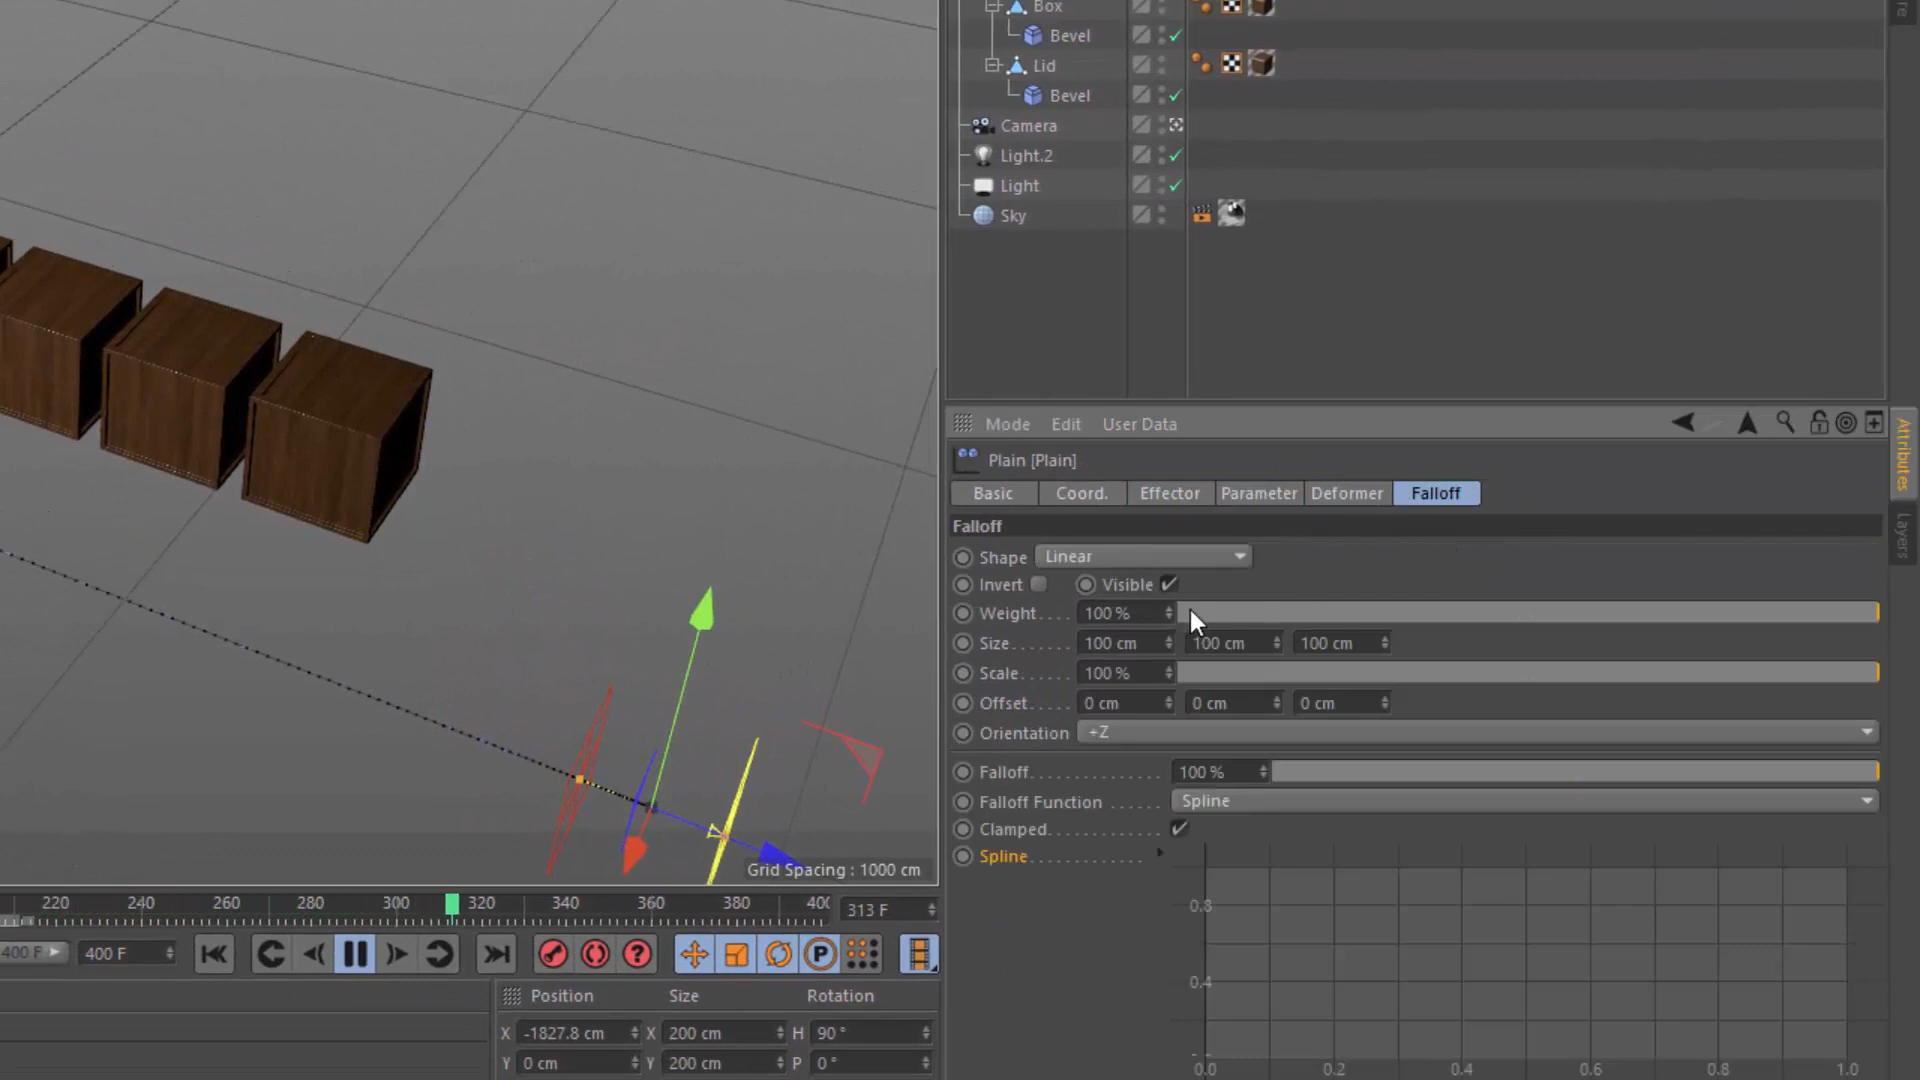 Box
Bevel
Lid
Bevel
Camera
Light.2
Light
Sky
Mode Edit User Data
Attributes
Layers
Plain [Plain]
Basic Coord. Effector Parameter Deformer Falloff
Falloff
Shape Linear
Invert Visible
Weight.... 100 %
Size....... 100 cm 100 cm 100 cm
Scale...... 100 %
Offset..... 0 cm 0 cm 0 cm
Orientation +Z
Falloff............ 100 %
Falloff Function ...... Spline
Clamped..........
Spline............
0.8
0.4
0.0 0.2 0.4 0.6 0.8 1.0
Grid Spacing : 1000 cm
220 240 260 280 300 320 340 360 380 400 313 F
400 F 400 F
P
Position Size Rotation
X -1827.8 cm X 200 cm H 90 °
Y 0 cm Y 200 cm P 0 °